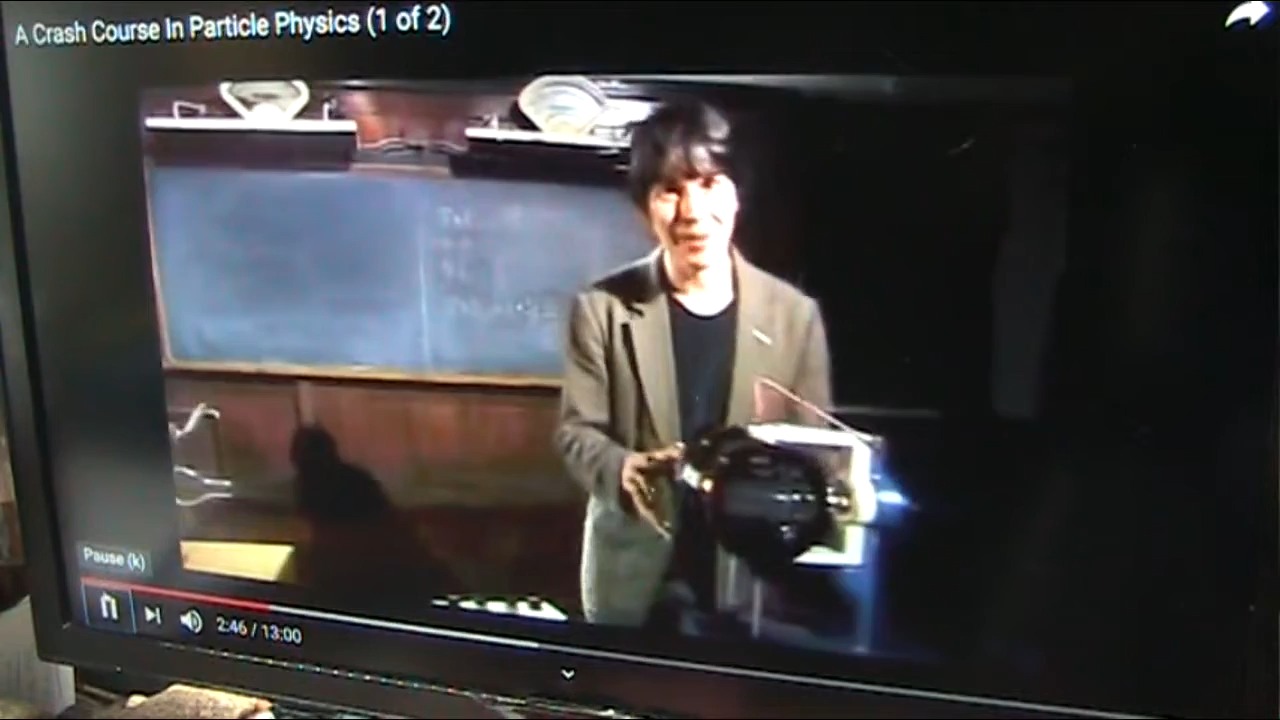 A Crash Course In Particle Physics (1 of 2)
Pause (k)
2:46 / 13:00